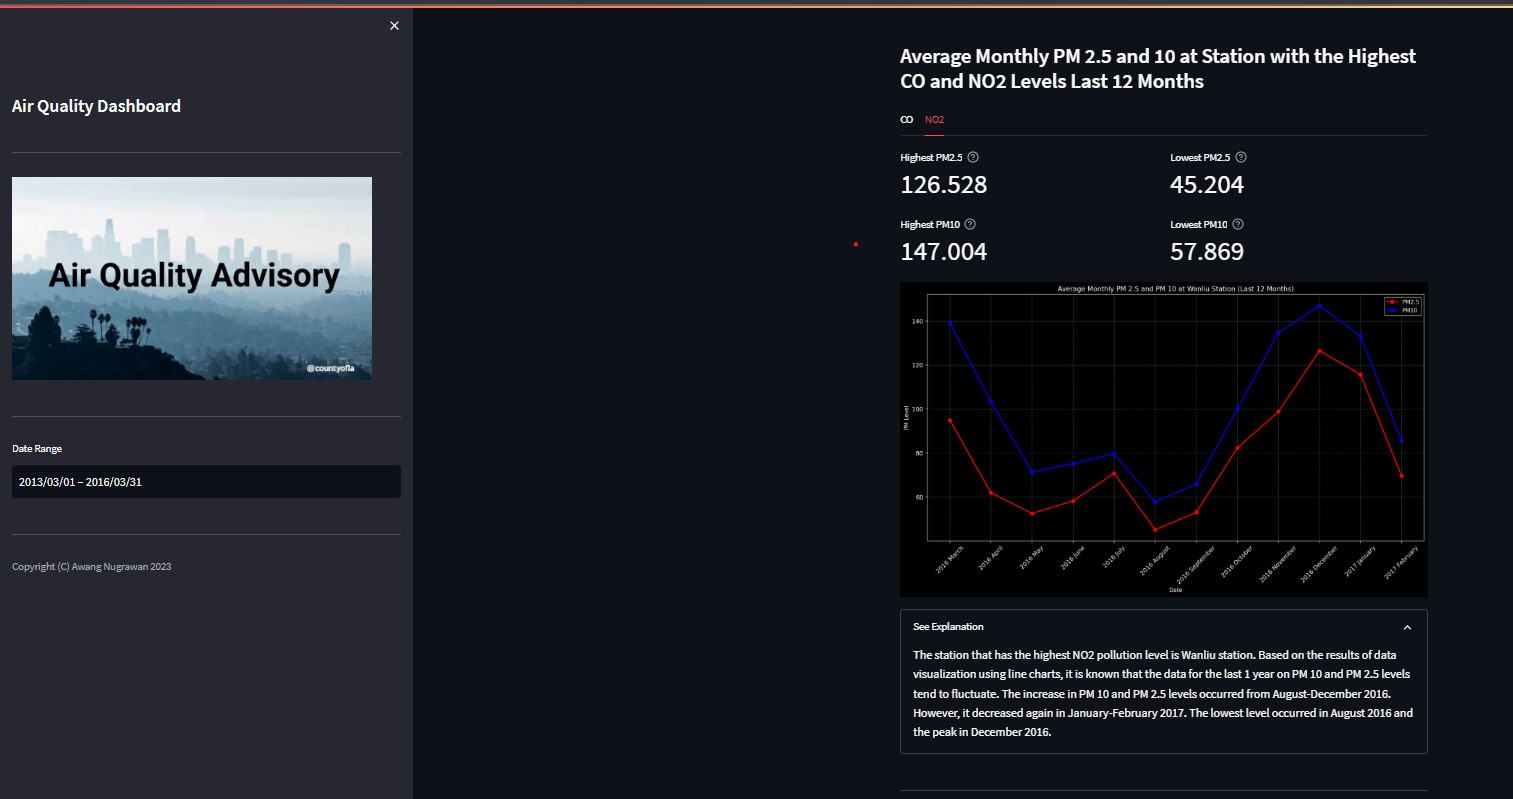 Air Quality Dashboard
Air Quality Advisory
@countyofla
Date Range
2013/03/01 – 2016/03/31
Copyright (C) Awang Nugrawan 2023
Average Monthly PM 2.5 and 10 at Station with the Highest
CO and NO2 Levels Last 12 Months
CO NO2
Highest PM2.5
126.528
Lowest PM2.5
45.204
Highest PM10
147.004
Lowest PM10
57.869
Average Monthly PM 2.5 and PM 10 at Wanliu Station (Last 12 Months)
PM2.5
PM10
PM Level
140
120
100
80
60
2016 March
2016 April
2016 May
2016 June
2016 July
2016 August
2016 September
2016 October
2016 November
2016 December
2017 January
2017 February
Date
See Explanation
The station that has the highest NO2 pollution level is Wanliu station. Based on the results of data
visualization using line charts, it is known that the data for the last 1 year on PM 10 and PM 2.5 levels
tend to fluctuate. The increase in PM 10 and PM 2.5 levels occurred from August-December 2016.
However, it decreased again in January-February 2017. The lowest level occurred in August 2016 and
the peak in December 2016.